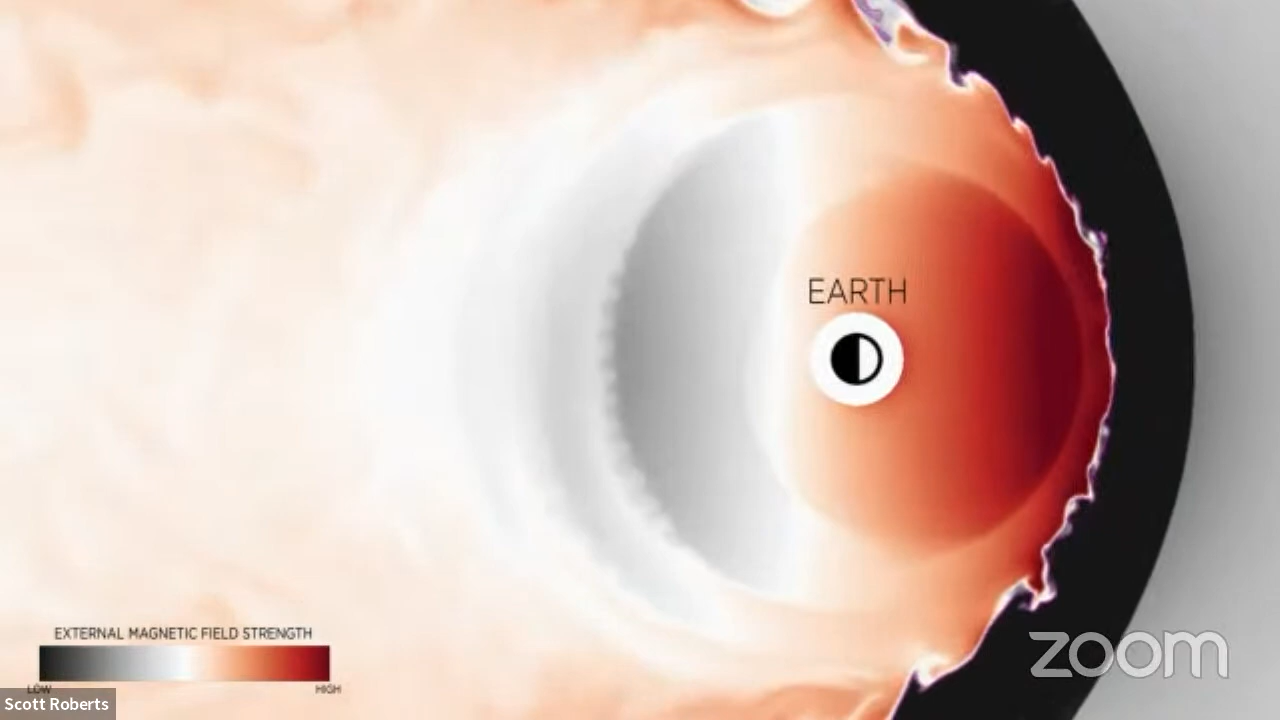 EARTH
EXTERNAL MAGNETIC FIELD STRENGTH
LOW HIGH
zoom
Scott Roberts